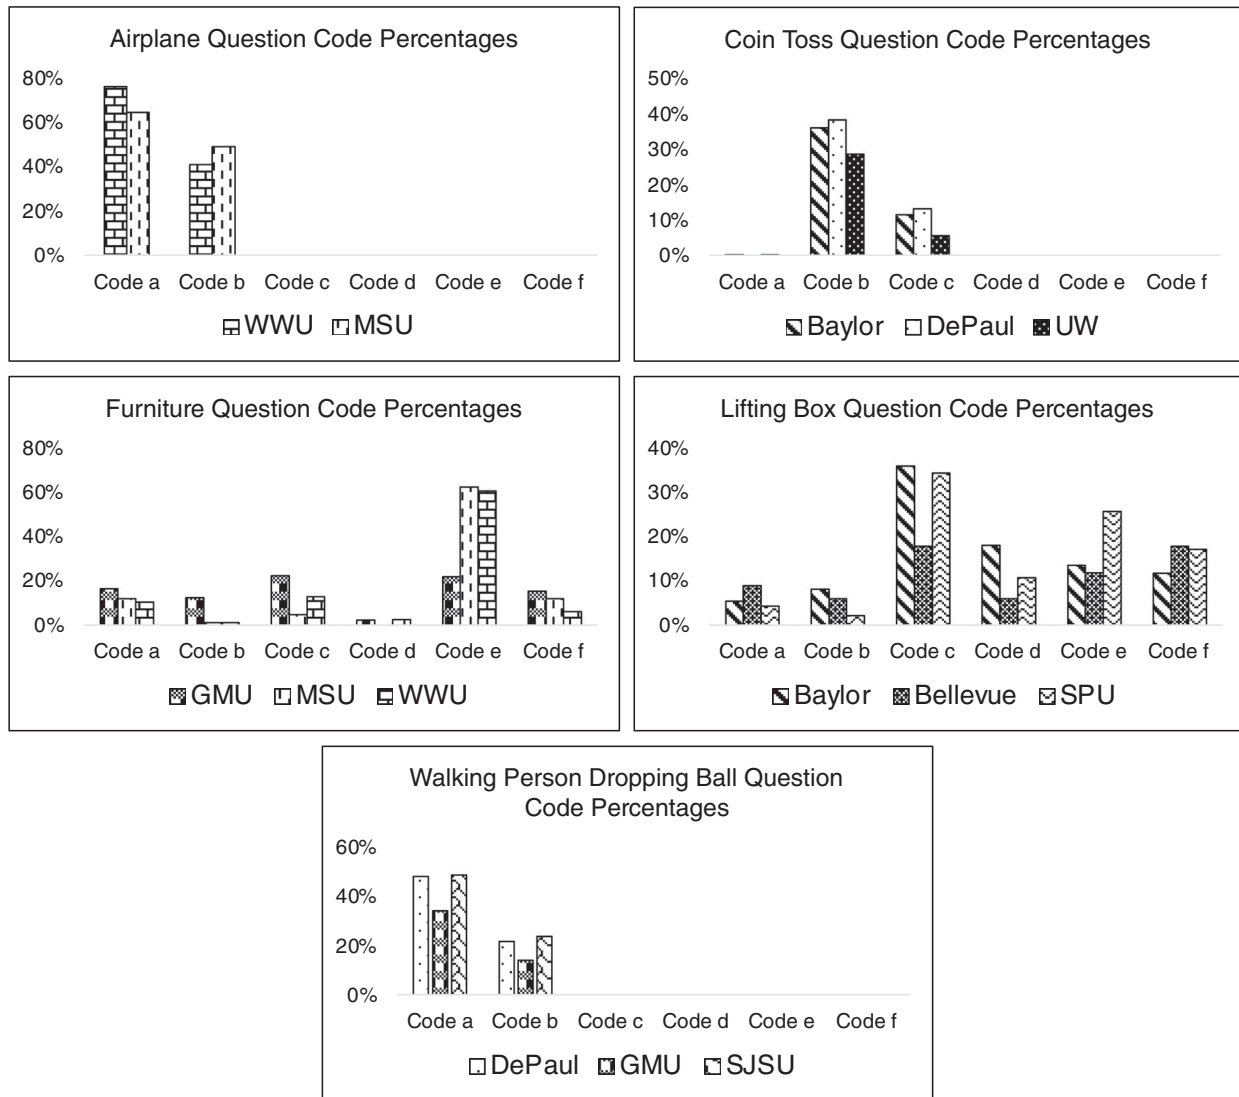 Airplane Question Code Percentages
80%
60%
40%
20%
0%
Code a Code b Code c Code d Code e Code f
WWU MSU
Coin Toss Question Code Percentages
50%
40%
30%
20%
10%
0%
Code a Code b Code c Code d Code e Code f
Baylor DePaul UW
Furniture Question Code Percentages
80%
60%
40%
20%
0%
Code a Code b Code c Code d Code e Code f
GMU MSU WWU
Lifting Box Question Code Percentages
40%
30%
20%
10%
0%
Code a Code b Code c Code d Code e Code f
Baylor Bellevue SPU
Walking Person Dropping Ball Question
Code Percentages
60%
40%
20%
0%
Code a Code b Code c Code d Code e Code f
DePaul GMU SJSU